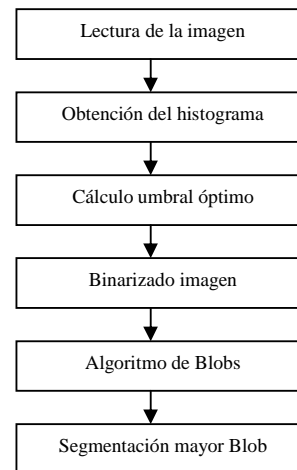 Lectura de la imagen
Obtención del histograma
Cálculo umbral óptimo
Binarizado imagen
Algoritmo de Blobs
Segmentación mayor Blob